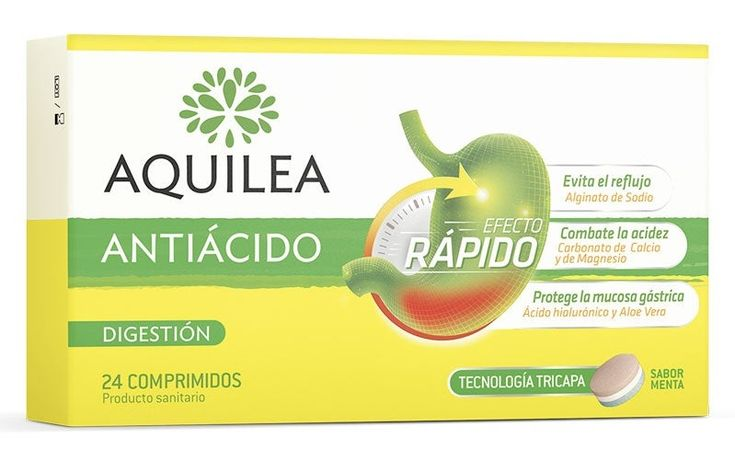 AQUILEA
ANTIÁCIDO
DIGESTIÓN
24 COMPRIMIDOS
Producto sanitario
EFECTO
RÁPIDO
Evita el reflujo
Alginato de Sodio
Combate la acidez
Carbonato de Calcio
y de Magnesio
Protege la mucosa gástrica
Ácido hialurónico y Aloe Vera
TECNOLOGÍA TRICAPA
SABOR
MENTA